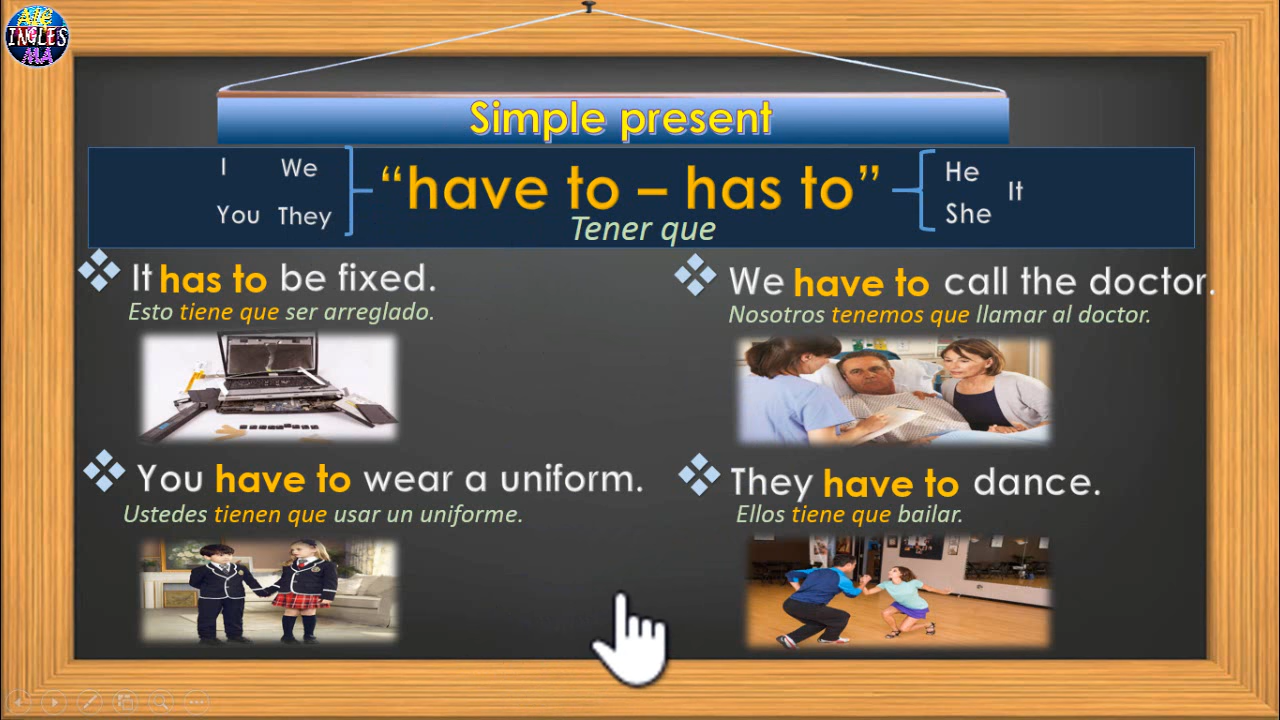 A LA
INGLES
ALA
Simple present
I We
You They
“have to – has to”
Tener que
He
She
It
It has to be fixed.
Esto tiene que ser arreglado.
We have to call the doctor.
Nosotros tenemos que llamar al doctor.
You have to wear a uniform.
Ustedes tienen que usar un uniforme.
They have to dance.
Ellos tiene que bailar.